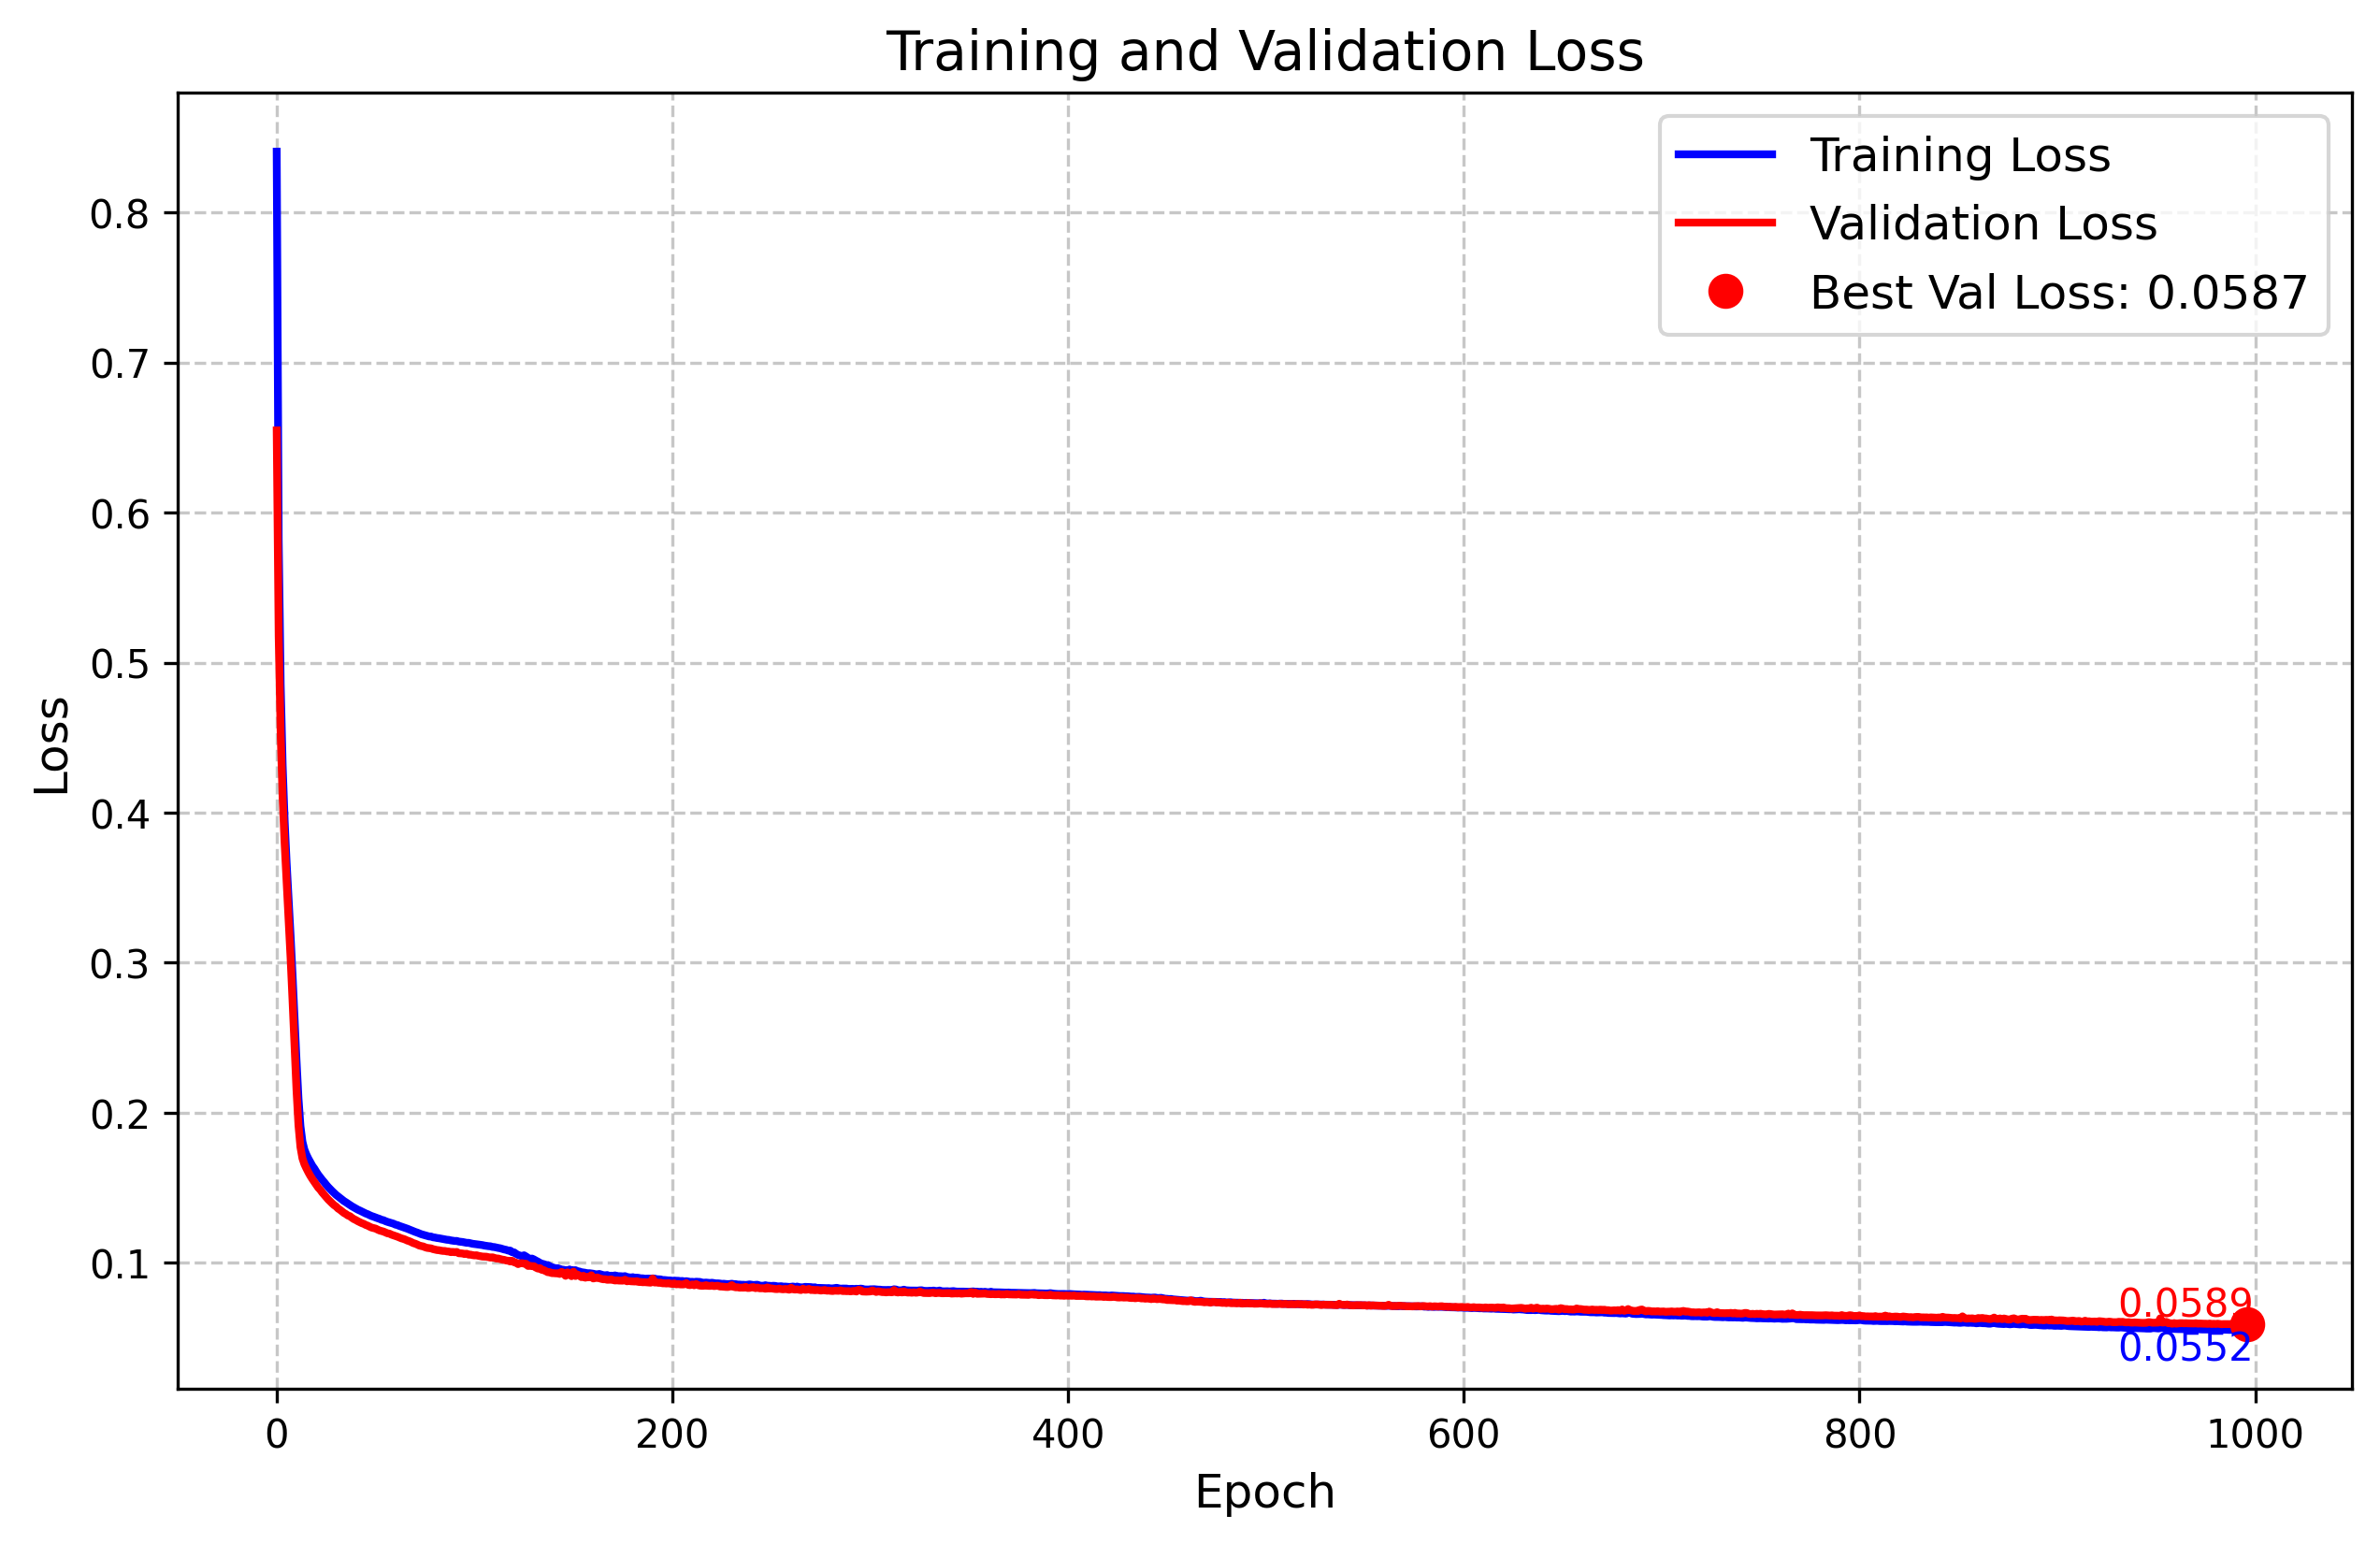 Training and Validation Loss
Training Loss
Validation Loss
Best Val Loss: 0.0587
0.8
0.7
0.6
0.5
0.4
0.3
0.2
0.1
Loss
0.0589
0.0552
0
200
400
600
800
1000
Epoch